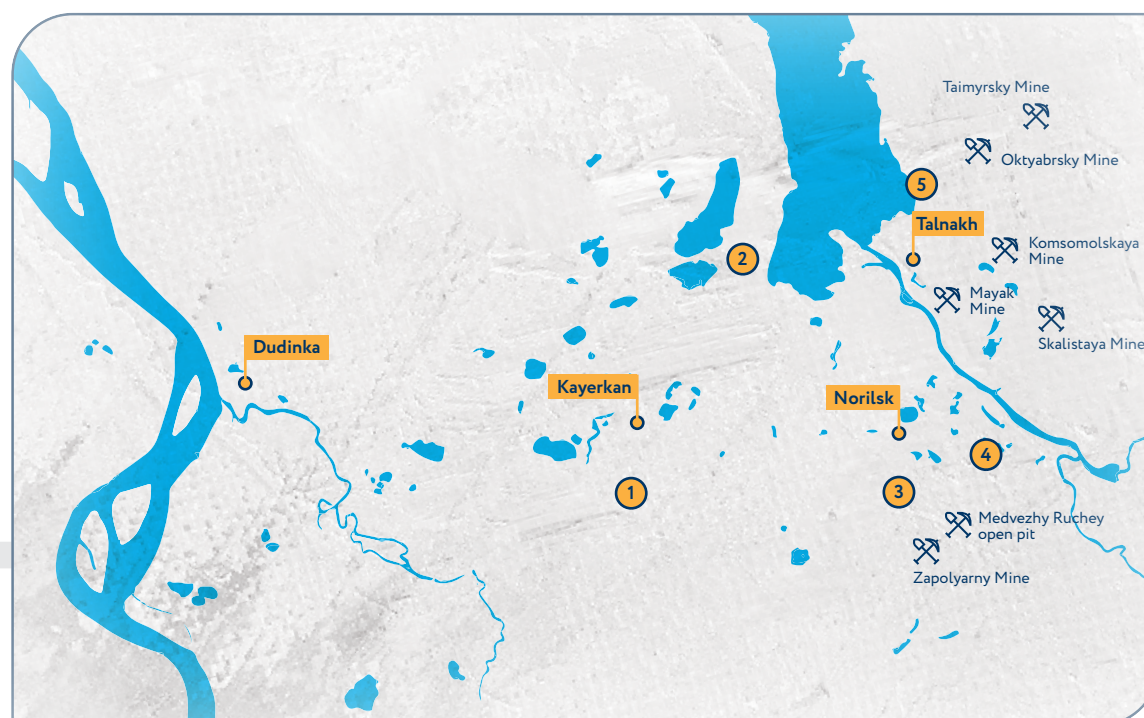 Taimyrsky Mine
Oktyabrsky Mine
5
Talnakh
2
Komsomolskaya
Mine
Mayak
Mine
Skalistaya Mine
Dudinka
Kayerkan
Norilsk
4
1
3
Medvezhy Ruchey
open pit
Zapolyarny Mine